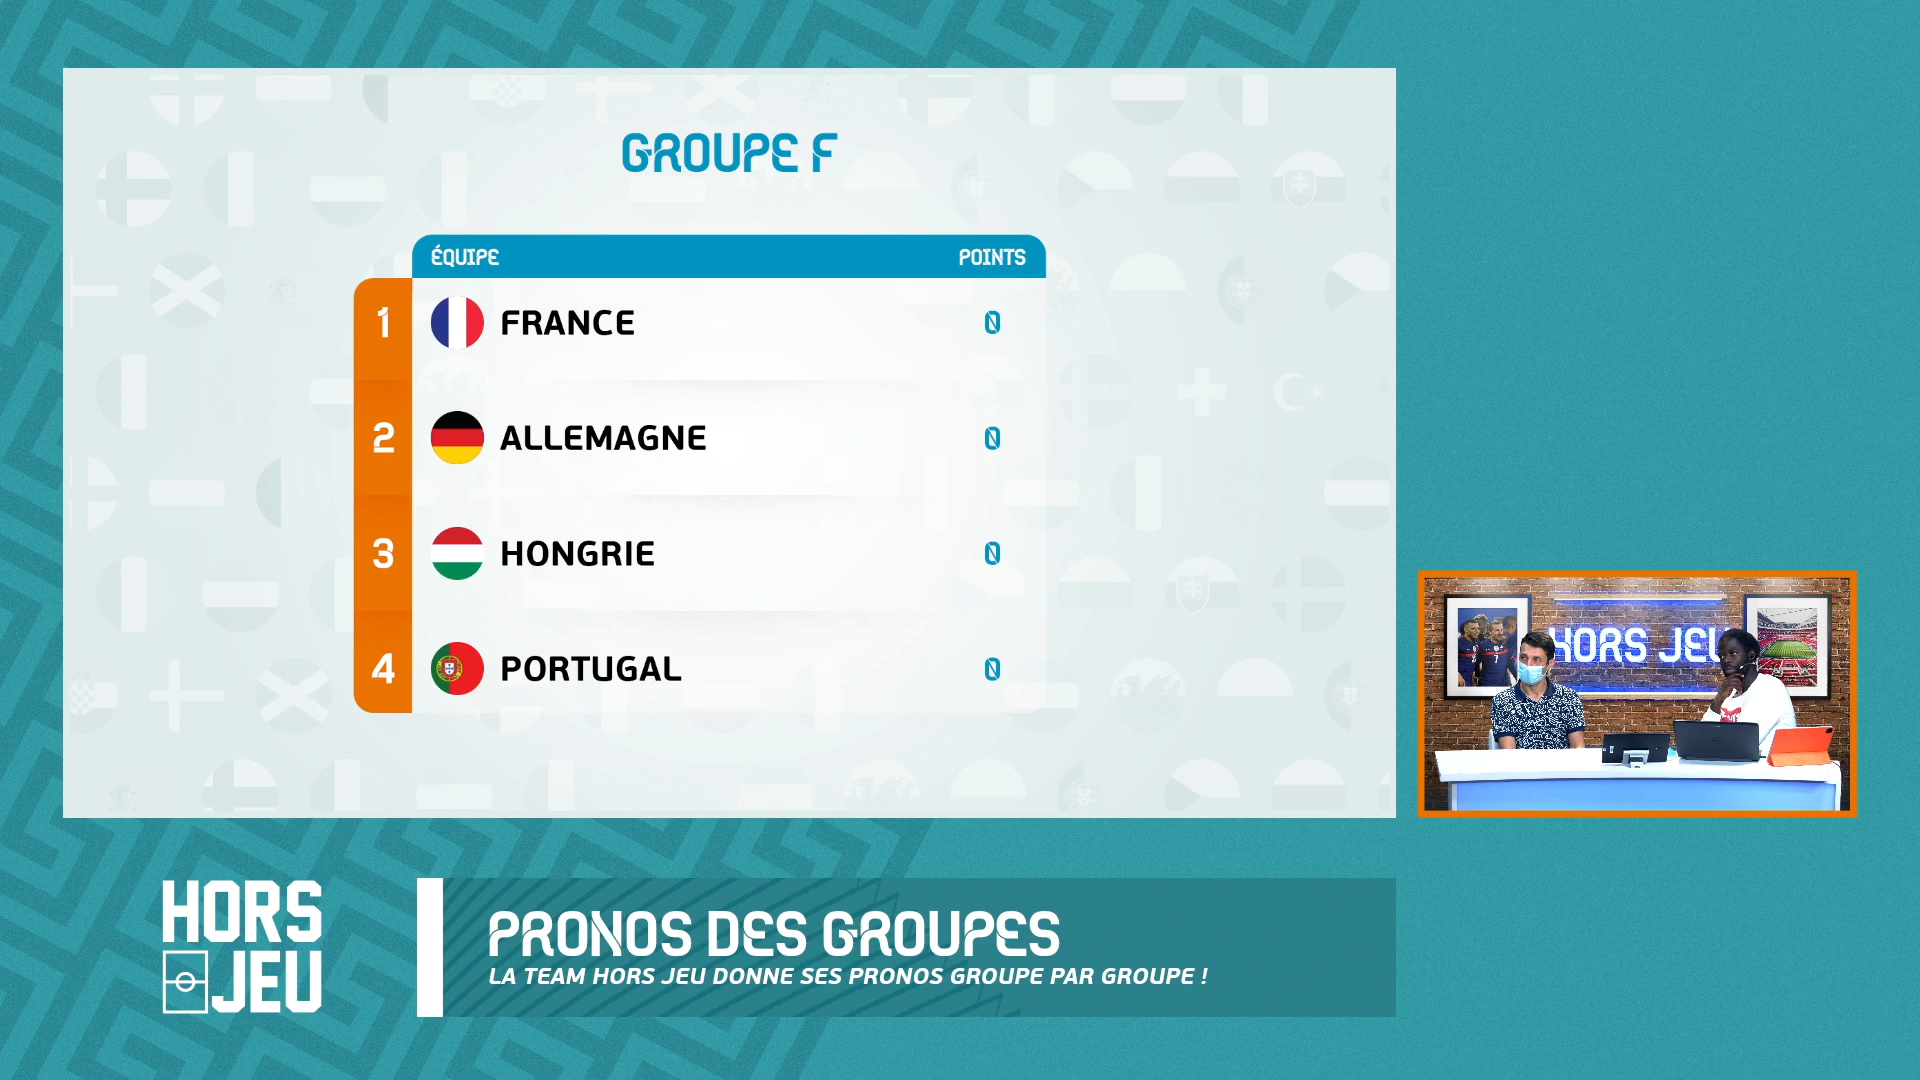 GROUPE F
ÉQUIPE POINTS
1 FRANCE 0
2 ALLEMAGNE 0
3 HONGRIE 0
4 PORTUGAL 0
HORS JEU
HORS
JEU
PRONOS DES GROUPES
LA TEAM HORS JEU DONNE SES PRONOS GROUPE PAR GROUPE !